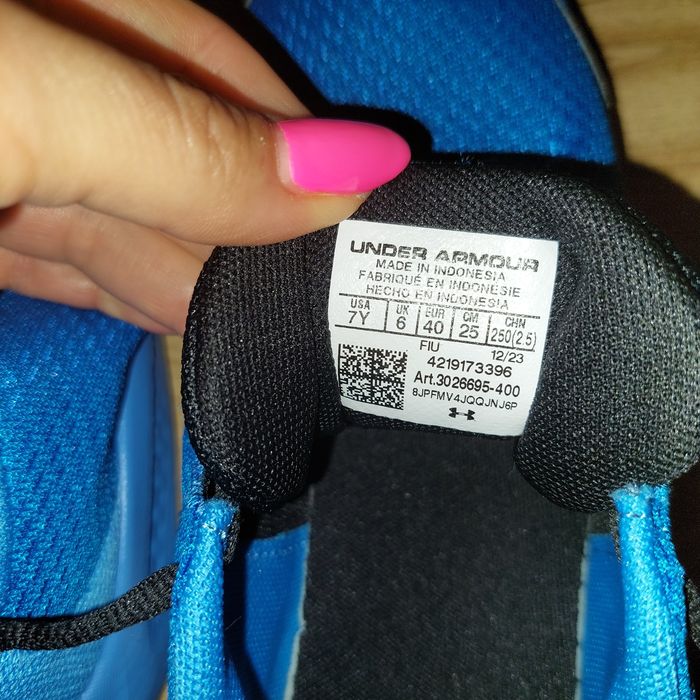 UNDER ARMOUR
MADE IN INDONESIA
FABRIQUÉ EN INDONÉSIE
HECHO EN INDONESIA
USA UK EUR CM CHN
7Y 6 40 25 250(2.5)
FIU 12/23
4219173396
Art.3026695-400
8JPFMV4JQQJNJ6P